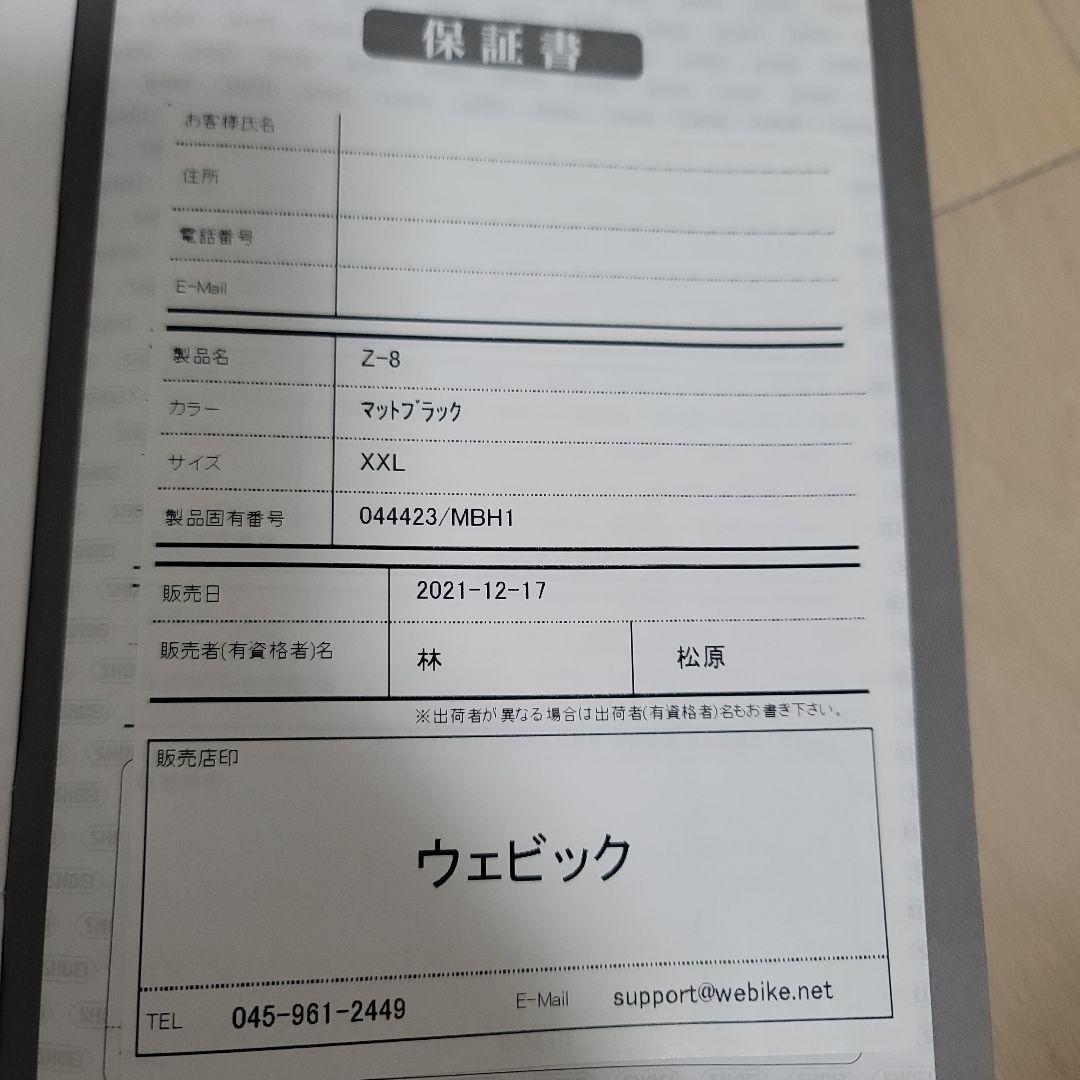 保証書
お客様氏名
住所
電話番号
E-Mail
製品名 Z-8
カラー マットブラック
サイズ XXL
製品固有番号 044423/MBH1
販売日 2021-12-17
販売者(有資格者)名 林 松原
※出荷者が異なる場合は出荷者(有資格者)名もお書き下さい。
販売店印
ウェビック
TEL 045-961-2449 E-Mail support@webike.net